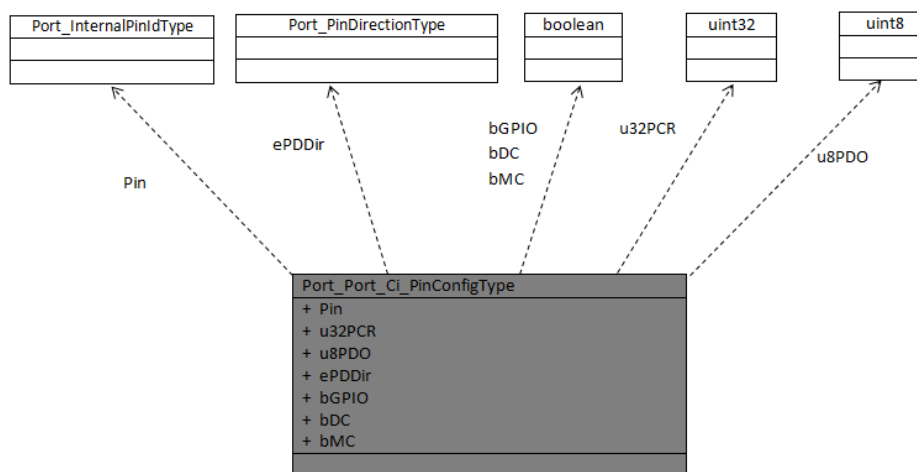 Port_InternalPinIdType
Port_PinDirectionType
boolean
uint32
uint8
bGPIO
u32PCR
ePDDir
bDC
u8PDO
bMC
Pin
Port_Port_Ci_PinConfigType
+ Pin
+ u32PCR
+ u8PDO
+ ePDDir
+ bGPIO
+ bDC
+ bMC